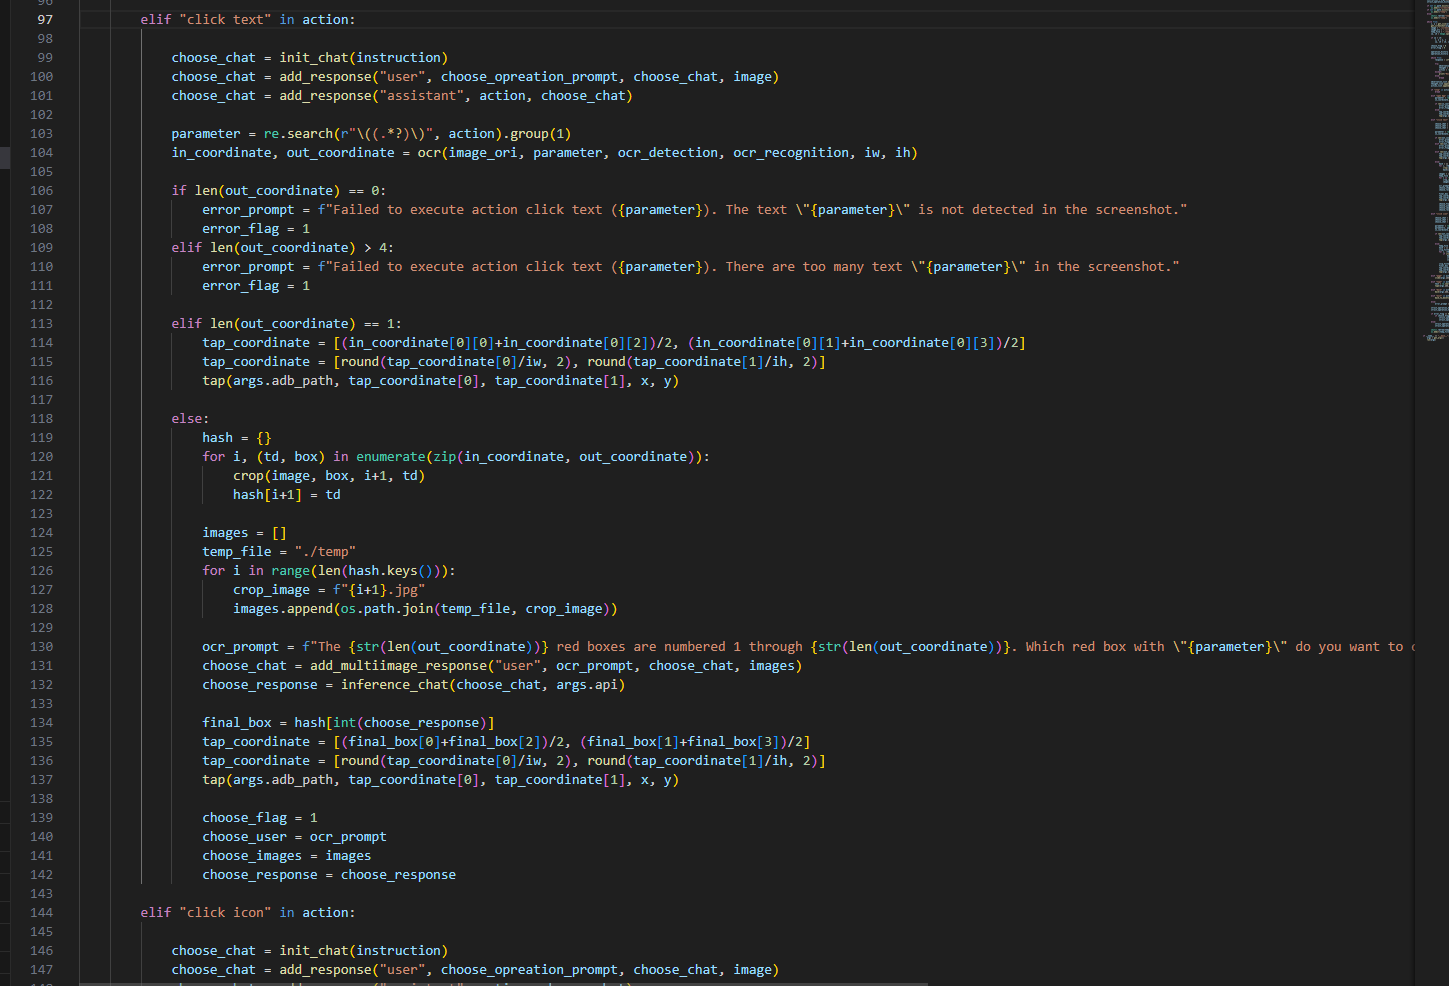 96
97 elif "click text" in action:
98
99 choose_chat = init_chat(instruction)
100 choose_chat = add_response("user", choose_opreation_prompt, choose_chat, image)
101 choose_chat = add_response("assistant", action, choose_chat)
102
103 parameter = re.search(r"\((.*?)\)", action).group(1)
104 in_coordinate, out_coordinate = ocr(image_ori, parameter, ocr_detection, ocr_recognition, iw, ih)
105
106 if len(out_coordinate) == 0:
107 error_prompt = f"Failed to execute action click text ({parameter}). The text \"{parameter}\" is not detected in the screenshot."
108 error_flag = 1
109 elif len(out_coordinate) > 4:
110 error_prompt = f"Failed to execute action click text ({parameter}). There are too many text \"{parameter}\" in the screenshot."
111 error_flag = 1
112
113 elif len(out_coordinate) == 1:
114 tap_coordinate = [(in_coordinate[0][0]+in_coordinate[0][2])/2, (in_coordinate[0][1]+in_coordinate[0][3])/2]
115 tap_coordinate = [round(tap_coordinate[0]/iw, 2), round(tap_coordinate[1]/ih, 2)]
116 tap(args.adb_path, tap_coordinate[0], tap_coordinate[1], x, y)
117
118 else:
119 hash = {}
120 for i, (td, box) in enumerate(zip(in_coordinate, out_coordinate)):
121 crop(image, box, i+1, td)
122 hash[i+1] = td
123
124 images = []
125 temp_file = "./temp"
126 for i in range(len(hash.keys())):
127 crop_image = f"{i+1}.jpg"
128 images.append(os.path.join(temp_file, crop_image))
129
130 ocr_prompt = f"The {str(len(out_coordinate))} red boxes are numbered 1 through {str(len(out_coordinate))}. Which red box with \"{parameter}\" do you want to
131 choose_chat = add_multiimage_response("user", ocr_prompt, choose_chat, images)
132 choose_response = inference_chat(choose_chat, args.api)
133
134 final_box = hash[int(choose_response)]
135 tap_coordinate = [(final_box[0]+final_box[2])/2, (final_box[1]+final_box[3])/2]
136 tap_coordinate = [round(tap_coordinate[0]/iw, 2), round(tap_coordinate[1]/ih, 2)]
137 tap(args.adb_path, tap_coordinate[0], tap_coordinate[1], x, y)
138
139 choose_flag = 1
140 choose_user = ocr_prompt
141 choose_images = images
142 choose_response = choose_response
143
144 elif "click icon" in action:
145
146 choose_chat = init_chat(instruction)
147 choose_chat = add_response("user", choose_opreation_prompt, choose_chat, image)